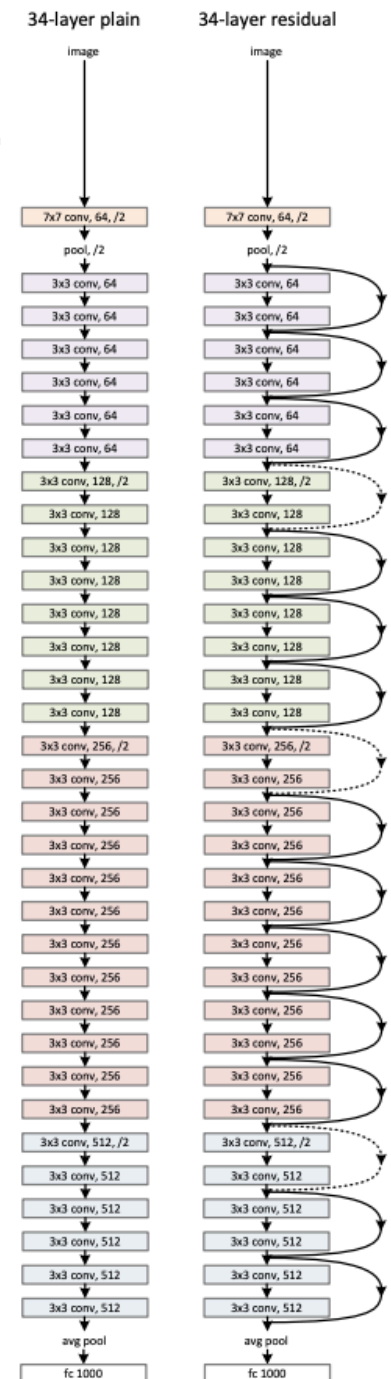 34-layer plain
image
7x7 conv, 64, /2
pool, /2
3x3 conv, 64
3x3 conv, 64
3x3 conv, 64
3x3 conv, 64
3x3 conv, 64
3x3 conv, 64
3x3 conv, 128, /2
3x3 conv, 128
3x3 conv, 128
3x3 conv, 128
3x3 conv, 128
3x3 conv, 128
3x3 conv, 128
3x3 conv, 128
3x3 conv, 256, /2
3x3 conv, 256
3x3 conv, 256
3x3 conv, 256
3x3 conv, 256
3x3 conv, 256
3x3 conv, 256
3x3 conv, 256
3x3 conv, 256
3x3 conv, 256
3x3 conv, 256
3x3 conv, 256
3x3 conv, 512, /2
3x3 conv, 512
3x3 conv, 512
3x3 conv, 512
3x3 conv, 512
3x3 conv, 512
avg pool
fc 1000
34-layer residual
image
7x7 conv, 64, /2
pool, /2
3x3 conv, 64
3x3 conv, 64
3x3 conv, 64
3x3 conv, 64
3x3 conv, 64
3x3 conv, 64
3x3 conv, 128, /2
3x3 conv, 128
3x3 conv, 128
3x3 conv, 128
3x3 conv, 128
3x3 conv, 128
3x3 conv, 128
3x3 conv, 128
3x3 conv, 256, /2
3x3 conv, 256
3x3 conv, 256
3x3 conv, 256
3x3 conv, 256
3x3 conv, 256
3x3 conv, 256
3x3 conv, 256
3x3 conv, 256
3x3 conv, 256
3x3 conv, 256
3x3 conv, 256
3x3 conv, 512, /2
3x3 conv, 512
3x3 conv, 512
3x3 conv, 512
3x3 conv, 512
3x3 conv, 512
avg pool
fc 1000